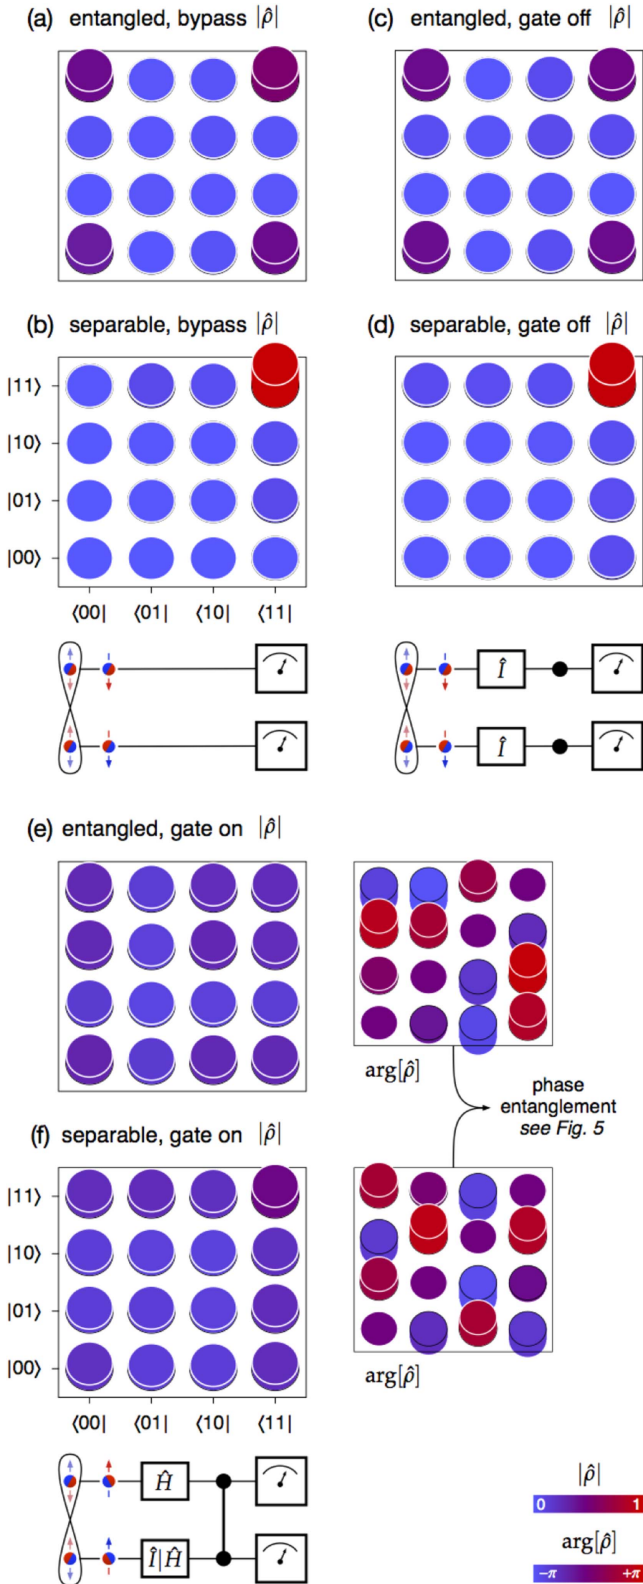 (a) entangled, bypass |ρ̂|
(c) entangled, gate off |ρ̂|
(b) separable, bypass |ρ̂|
(d) separable, gate off |ρ̂|
|11⟩
|10⟩
|01⟩
|00⟩
⟨00| ⟨01| ⟨10| ⟨11|
Î Î
(e) entangled, gate on |ρ̂|
arg[ρ̂]
phase
entanglement
see Fig. 5
(f) separable, gate on |ρ̂|
|11⟩
|10⟩
|01⟩
|00⟩
⟨00| ⟨01| ⟨10| ⟨11|
arg[ρ̂]
Ĥ
Î|Ĥ
|ρ̂|
0 1
arg[ρ̂]
−π +π